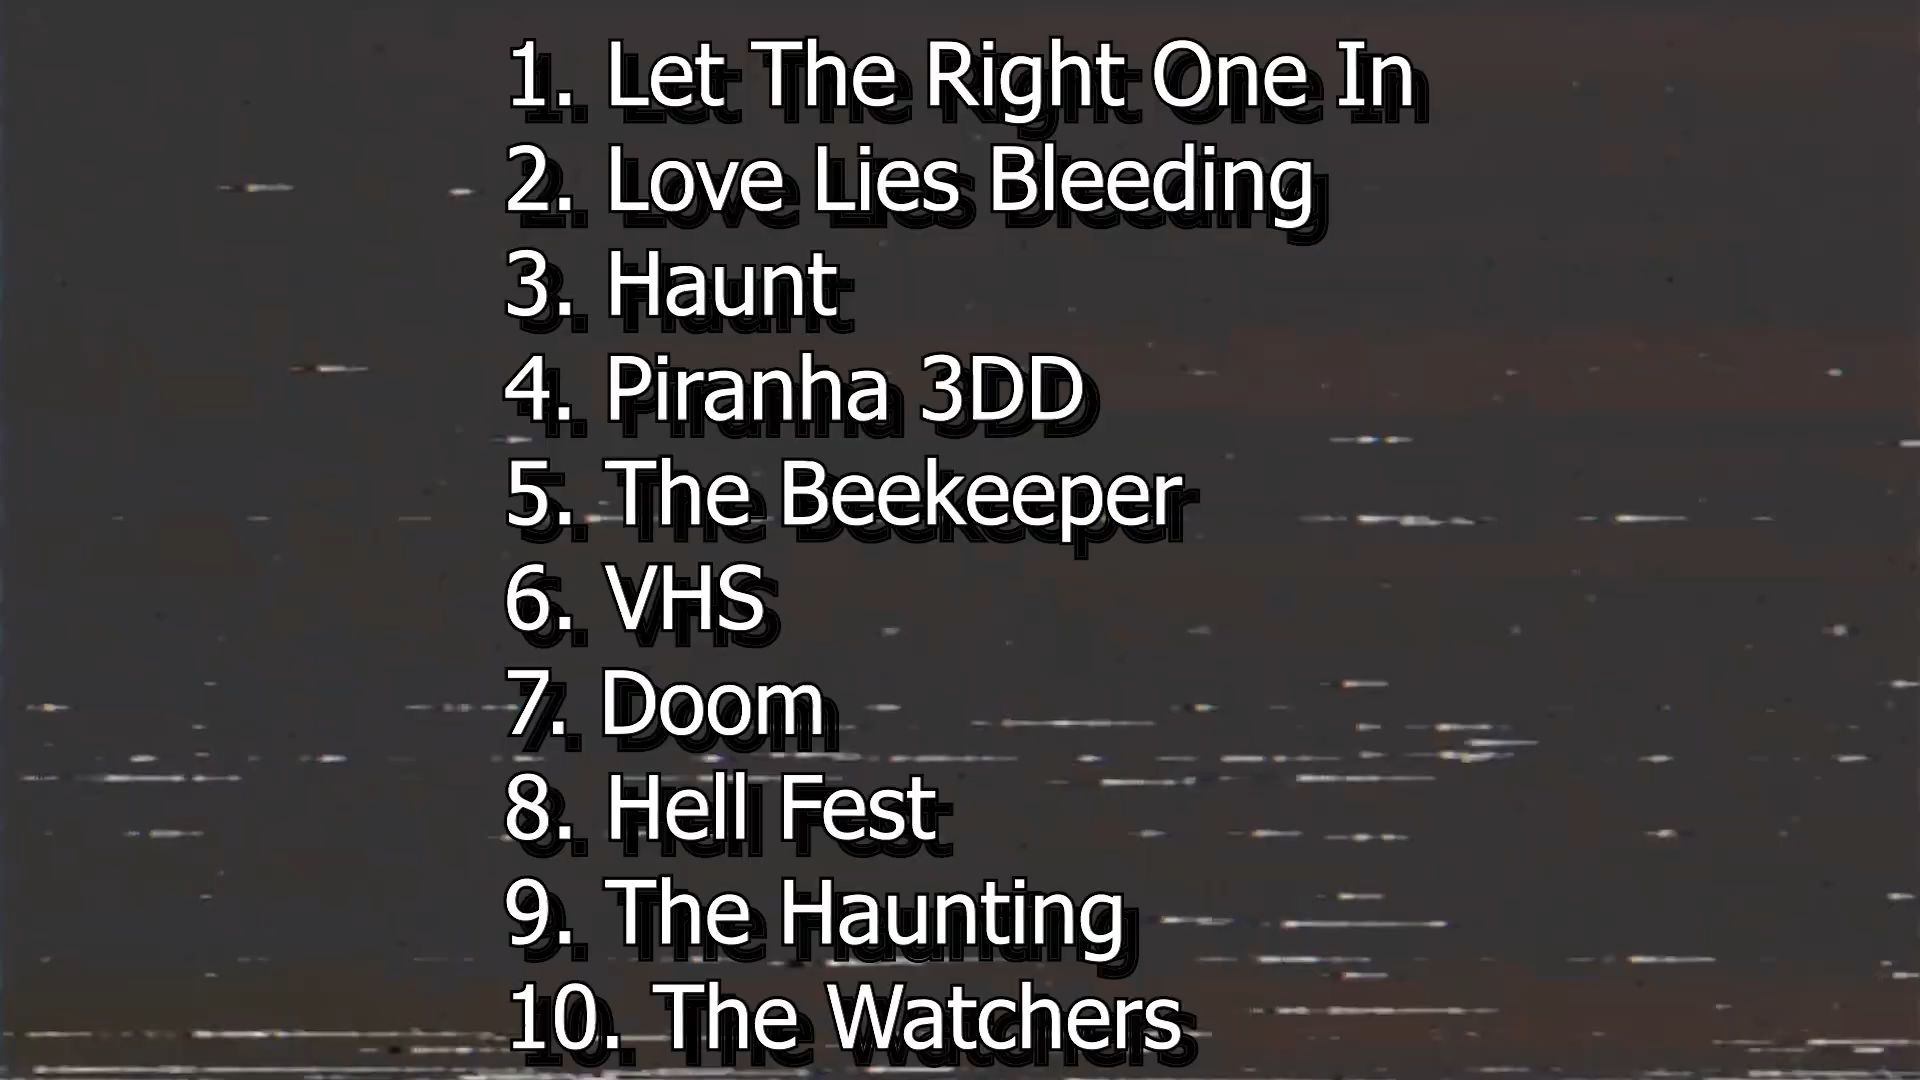 1. Let The Right One In
2. Love Lies Bleeding
3. Haunt
4. Piranha 3DD
5. The Beekeeper
6. VHS
7. Doom
8. Hell Fest
9. The Haunting
10. The Watchers